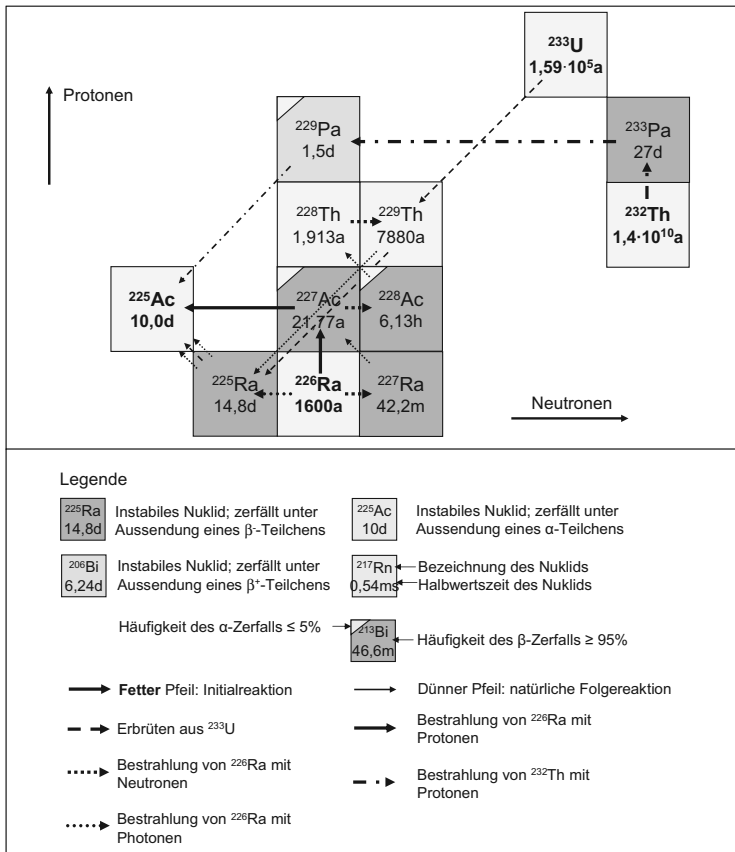 Protonen
²³³U
1,59·10⁵a
²²⁹Pa
1,5d
²³³Pa
27d
²²⁸Th
1,913a
²²⁹Th
7880a
²³²Th
1,4·10¹⁰a
²²⁵Ac
10,0d
²²⁷Ac
21,77a
²²⁸Ac
6,13h
²²⁵Ra
14,8d
²²⁶Ra
1600a
²²⁷Ra
42,2m
Neutronen
Legende
²²⁵Ra
14,8d
Instabiles Nuklid; zerfällt unter
Aussendung eines β⁻-Teilchens
²²⁵Ac
10d
Instabiles Nuklid; zerfällt unter
Aussendung eines α-Teilchens
²⁰⁶Bi
6,24d
Instabiles Nuklid; zerfällt unter
Aussendung eines β⁺-Teilchens
²¹⁷Rn
0,54ms
Bezeichnung des Nuklids
Halbwertszeit des Nuklids
Häufigkeit des α-Zerfalls ≤ 5%
²¹³Bi
46,6m
Häufigkeit des β-Zerfalls ≥ 95%
Fetter Pfeil: Initialreaktion
Dünner Pfeil: natürliche Folgereaktion
Erbrüten aus ²³³U
Bestrahlung von ²²⁶Ra mit
Protonen
Bestrahlung von ²²⁶Ra mit
Neutronen
Bestrahlung von ²³²Th mit
Protonen
Bestrahlung von ²²⁶Ra mit
Photonen